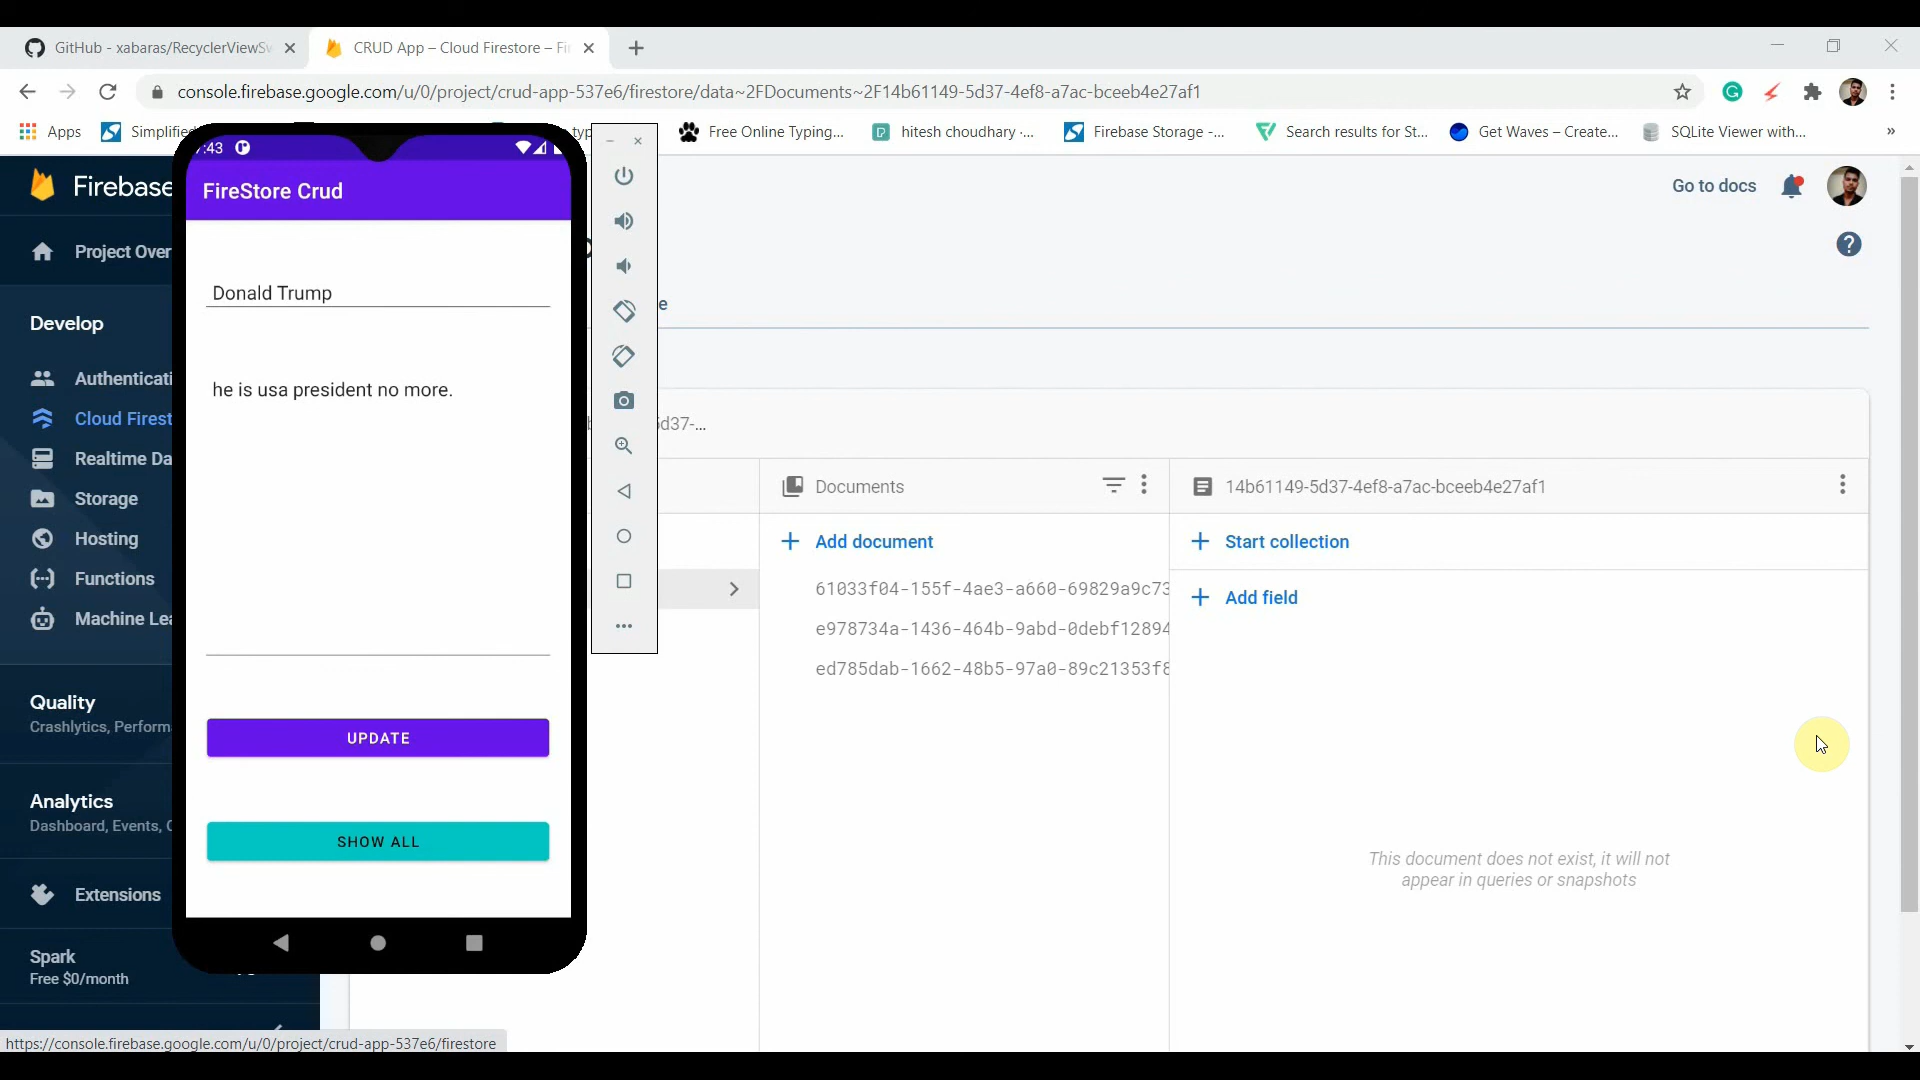 GitHub - xabaras/RecyclerViewSw
CRUD App – Cloud Firestore – Fir
console.firebase.google.com/u/0/project/crud-app-537e6/firestore/data~2FDocuments~2F14b61149-5d37-4ef8-a7ac-bceeb4e27af1
Apps
Simplified
typ
Free Online Typing...
hitesh choudhary -...
Firebase Storage -...
Search results for St...
Get Waves – Create...
SQLite Viewer with...
»
Firebase
Go to docs
Project Over
Develop
Authenticati
Cloud Firest
Realtime Da
Storage
Hosting
Functions
Machine Lea
Quality
Crashlytics, Perform
Analytics
Dashboard, Events, C
Extensions
Spark
Free $0/month
:43
FireStore Crud
Donald Trump
he is usa president no more.
UPDATE
SHOW ALL
e
5d37-...
Documents
Add document
61033f04-155f-4ae3-a660-69829a9c73
e978734a-1436-464b-9abd-0debf12894
ed785dab-1662-48b5-97a0-89c21353f8
14b61149-5d37-4ef8-a7ac-bceeb4e27af1
Start collection
Add field
This document does not exist, it will not
appear in queries or snapshots
https://console.firebase.google.com/u/0/project/crud-app-537e6/firestore